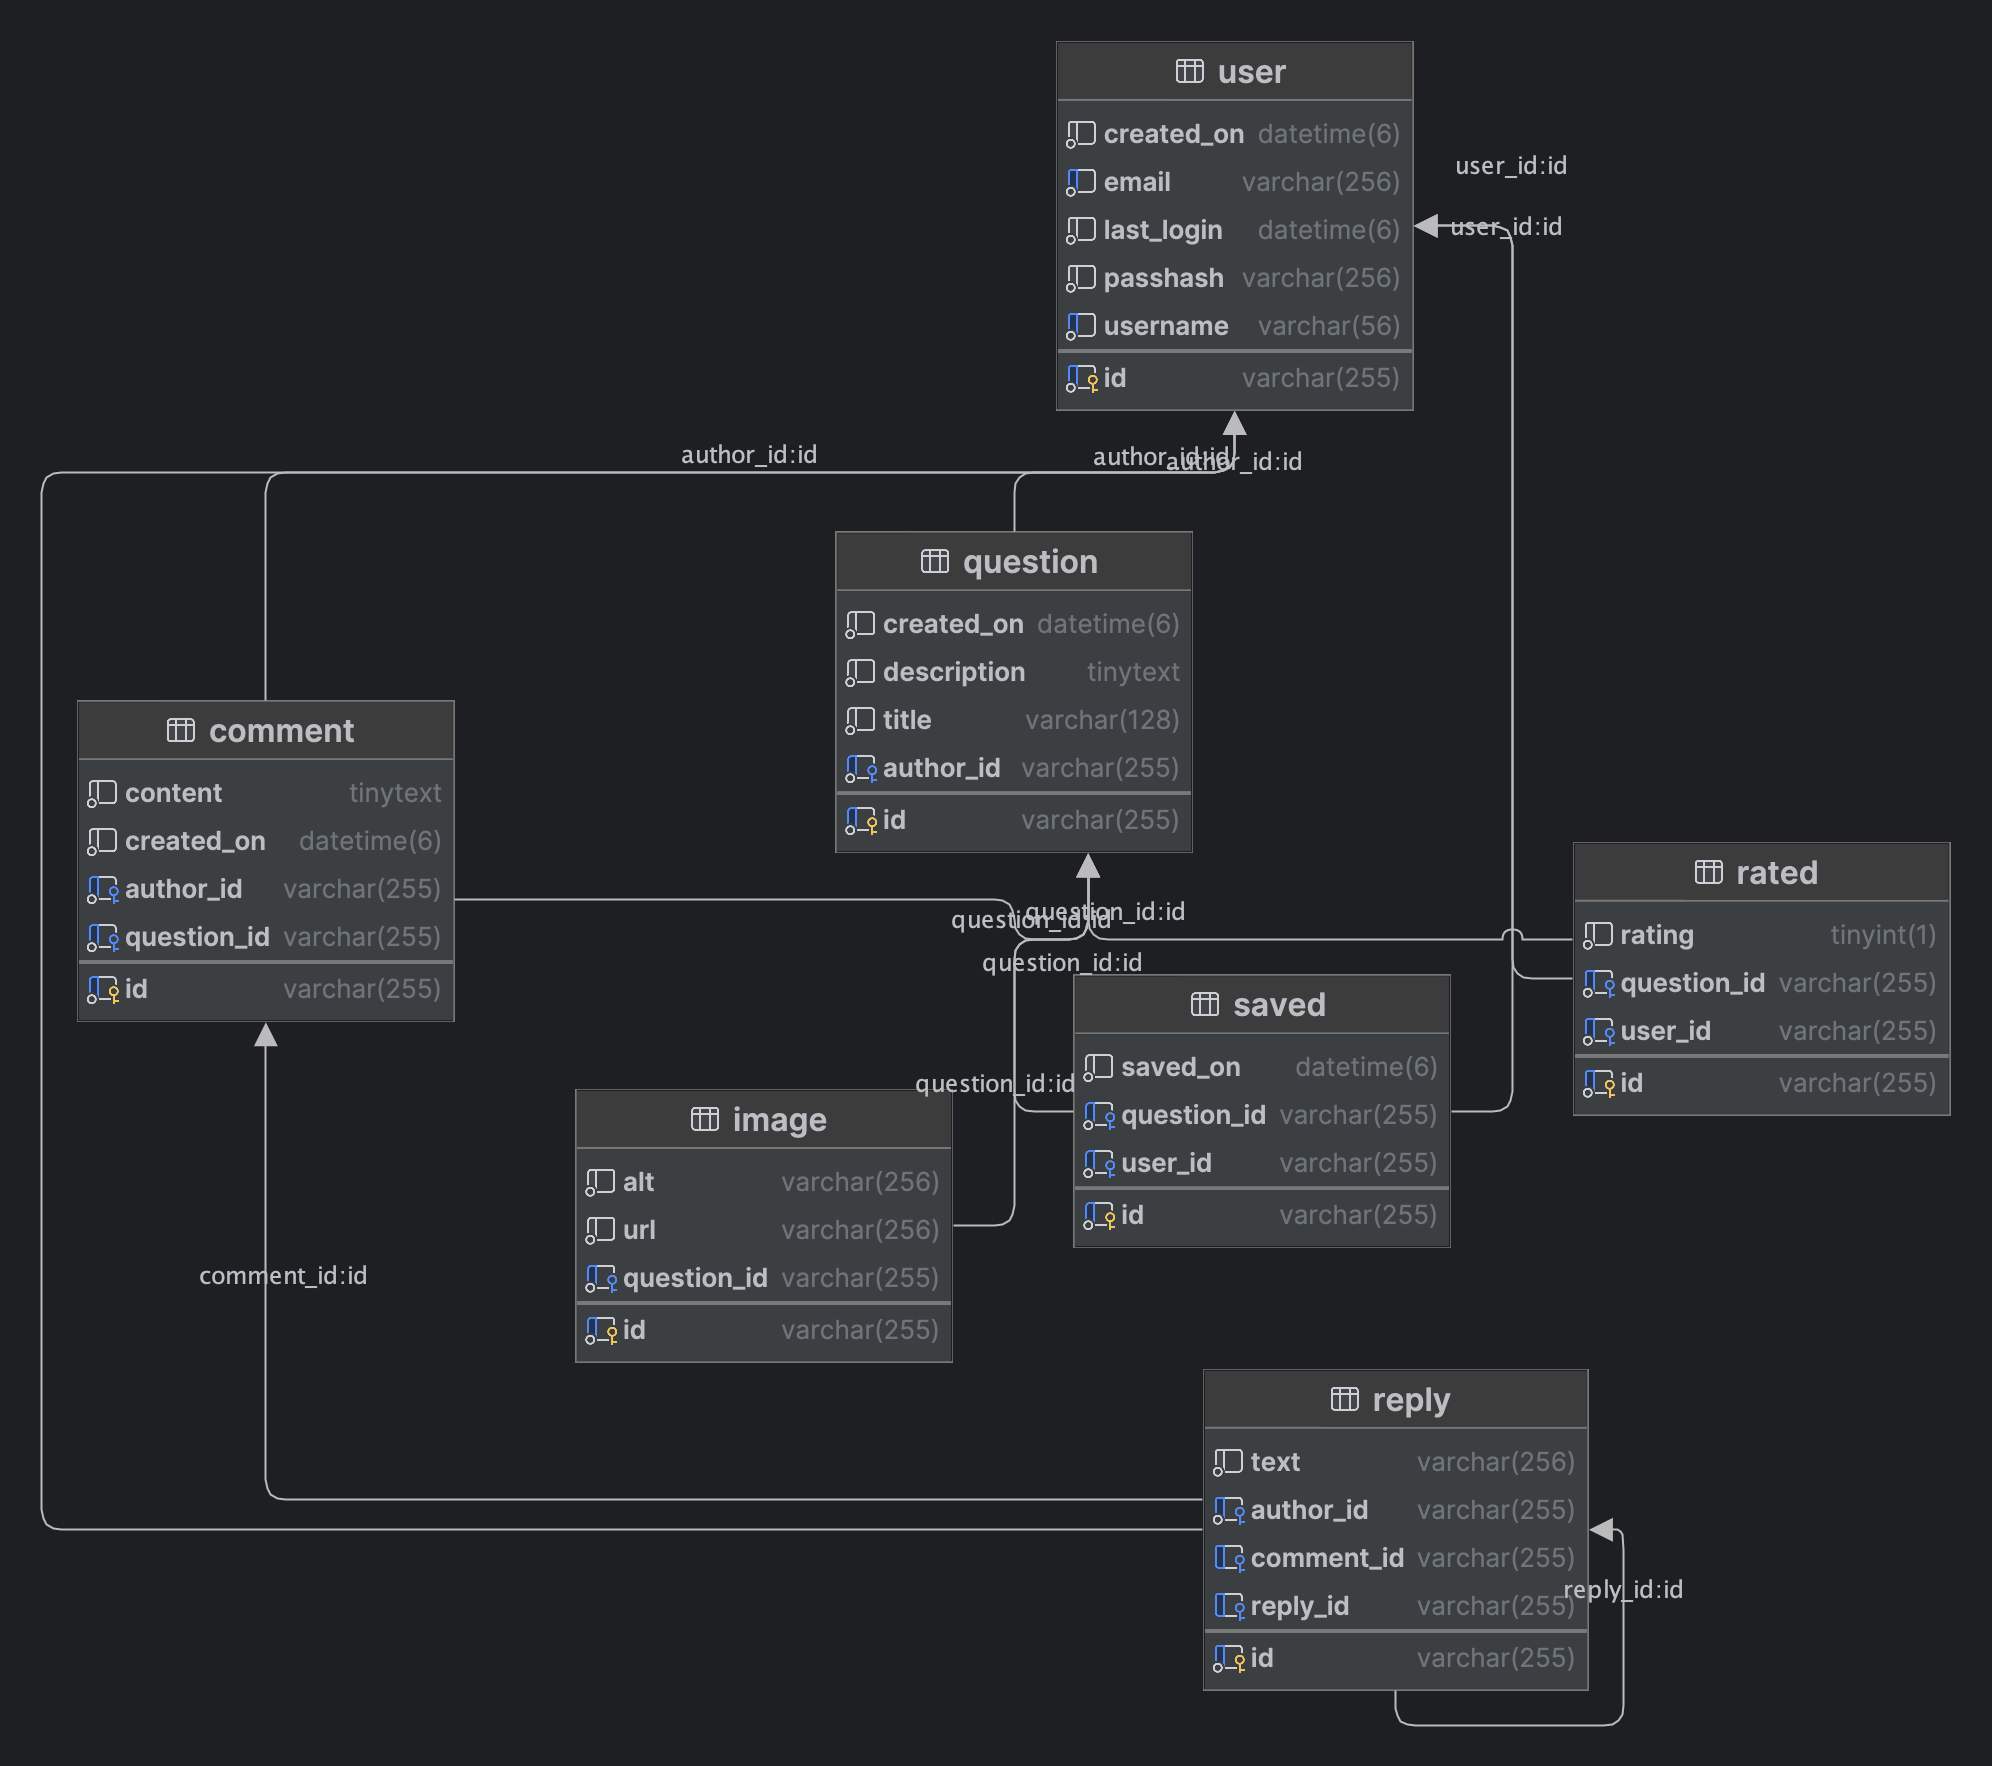 user
created_on datetime(6)
email varchar(256)
last_login datetime(6)
passhash varchar(256)
username varchar(56)
id varchar(255)
user_id:id
user_id:id
author_id:id
author_id:id
author_id:id
question
created_on datetime(6)
description tinytext
title varchar(128)
author_id varchar(255)
id varchar(255)
comment
content tinytext
created_on datetime(6)
author_id varchar(255)
question_id varchar(255)
id varchar(255)
rated
rating tinyint(1)
question_id varchar(255)
user_id varchar(255)
id varchar(255)
question_id:id
question_id:id
question_id:id
question_id:id
saved
saved_on datetime(6)
question_id varchar(255)
user_id varchar(255)
id varchar(255)
image
alt varchar(256)
url varchar(256)
question_id varchar(255)
id varchar(255)
comment_id:id
reply
text varchar(256)
author_id varchar(255)
comment_id varchar(255)
reply_id varchar(255)
id varchar(255)
reply_id:id